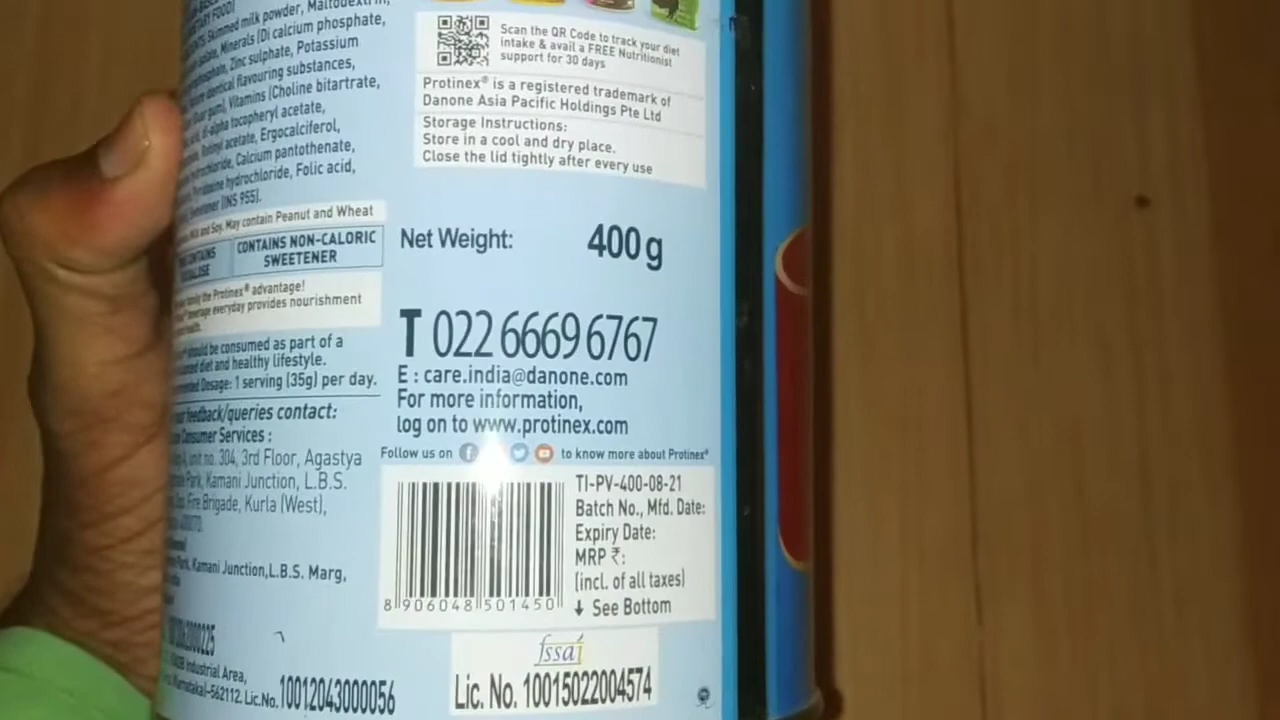 Skimmed milk powder, Maltodextrin,
Minerals (Di calcium phosphate,
Zinc sulphate, Potassium
identical flavouring substances,
gum), Vitamins (Choline bitartrate,
dl-alpha tocopheryl acetate,
acetate, Ergocalciferol,
Calcium pantothenate,
hydrochloride, Folic acid,
(INS 955).
Milk and Soy. May contain Peanut and Wheat
CONTAINS
CONTAINS NON-CALORIC
SWEETENER
the Protinex® advantage!
beverage everyday provides nourishment
health.
should be consumed as part of a
diet and healthy lifestyle.
Dosage: 1 serving (35g) per day.
feedback/queries contact:
Consumer Services :
unit no. 304, 3rd Floor, Agastya
Park, Kamani Junction, L.B.S.
Fire Brigade, Kurla (West),
400070.
Park, Kamani Junction,L.B.S. Marg,
Industrial Area,
(Karnataka)-562112. Lic.No. 10012043000056
Scan the QR Code to track your diet
intake & avail a FREE Nutritionist
support for 30 days
Protinex® is a registered trademark of
Danone Asia Pacific Holdings Pte Ltd
Storage Instructions:
Store in a cool and dry place.
Close the lid tightly after every use
Net Weight: 400 g
T 022 6669 6767
E : care.india@danone.com
For more information,
log on to www.protinex.com
Follow us on f to know more about Protinex®
8 906048 501450
TI-PV-400-08-21
Batch No., Mfd. Date:
Expiry Date:
MRP ₹:
(incl. of all taxes)
↓ See Bottom
fssai
Lic. No. 10015022004574